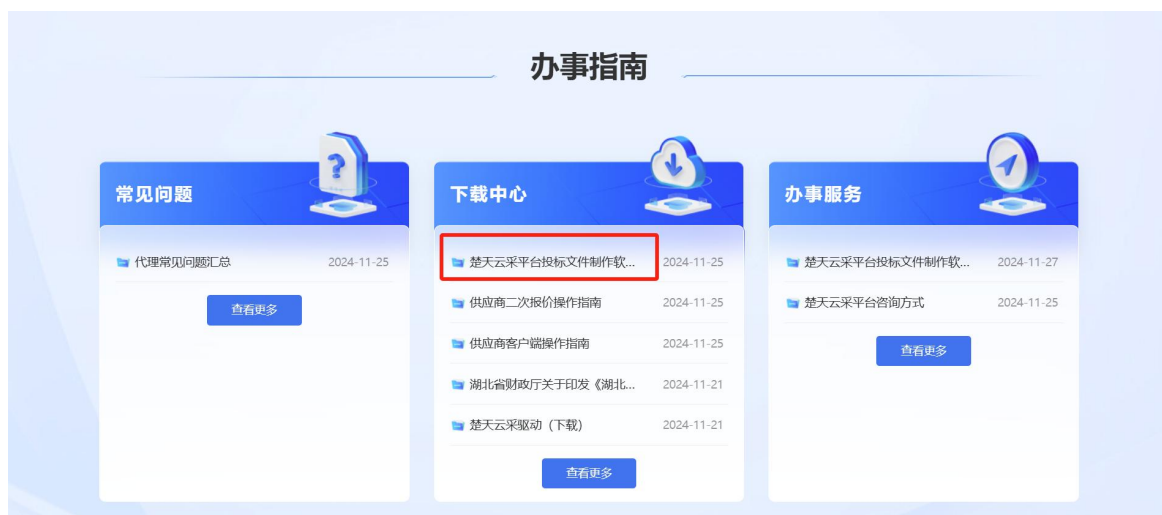 办事指南
常见问题
代理常见问题汇总 2024-11-25
查看更多
下载中心
楚天云采平台投标文件制作软... 2024-11-25
供应商二次报价操作指南 2024-11-25
供应商客户端操作指南 2024-11-25
湖北省财政厅关于印发《湖北... 2024-11-21
楚天云采驱动（下载） 2024-11-21
查看更多
办事服务
楚天云采平台投标文件制作软... 2024-11-27
楚天云采平台咨询方式 2024-11-25
查看更多